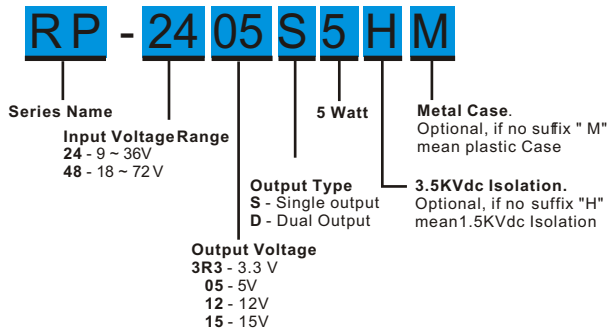 RP - 2405S5HM
Series Name
Input Voltage Range
24 - 9 ~ 36V
48 - 18 ~ 72 V
Output Voltage
3R3 - 3.3 V
05 - 5V
12 - 12V
15 - 15V
Output Type
S - Single output
D - Dual Output
5 Watt
Metal Case.
Optional, if no suffix " M"
mean plastic Case
3.5KVdc Isolation.
Optional, if no suffix "H"
mean1.5KVdc Isolation